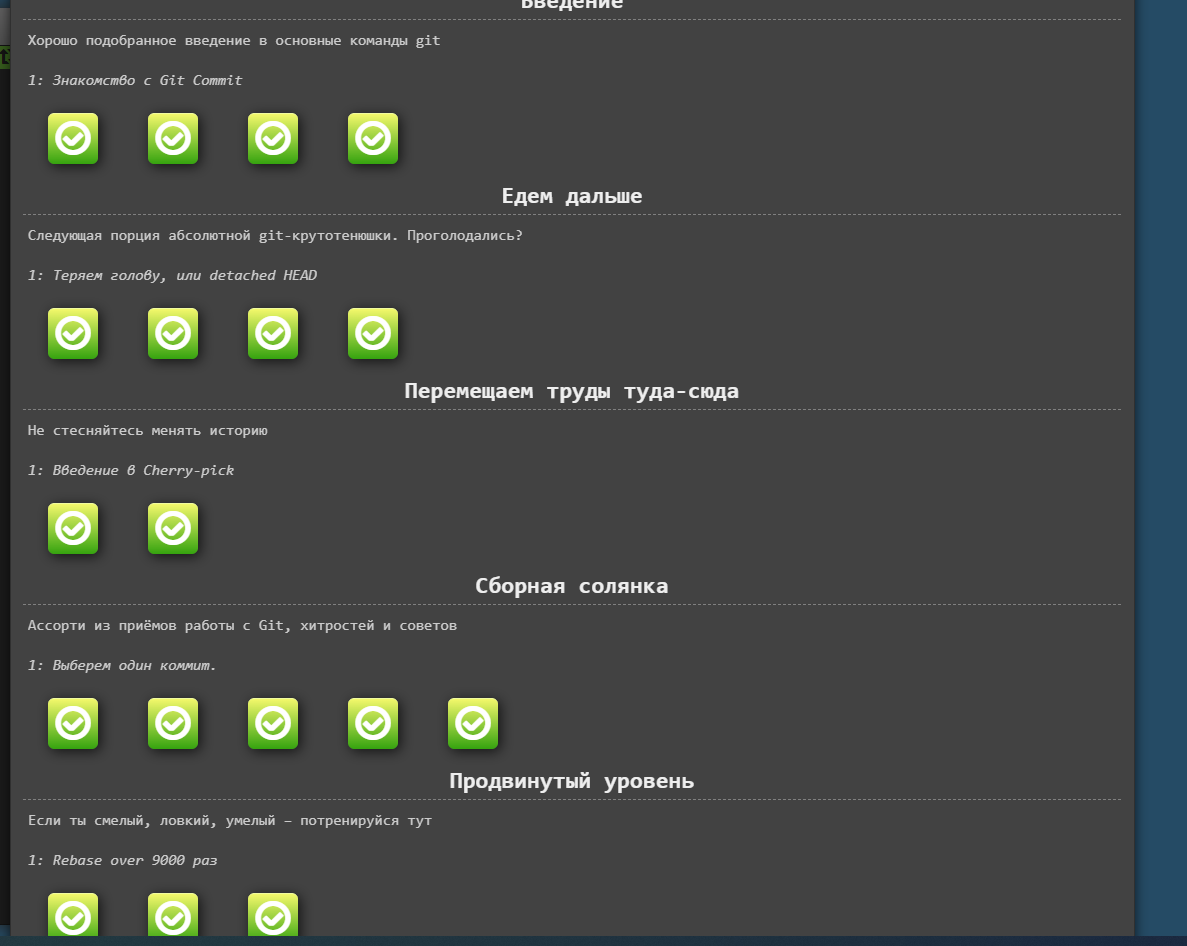 Введение
Хорошо подобранное введение в основные команды git
1: Знакомство с Git Commit
Едем дальше
Следующая порция абсолютной git-крутотенюшки. Проголодались?
1: Теряем голову, или detached HEAD
Перемещаем труды туда-сюда
Не стесняйтесь менять историю
1: Введение в Cherry-pick
Сборная солянка
Ассорти из приёмов работы с Git, хитростей и советов
1: Выберем один коммит.
Продвинутый уровень
Если ты смелый, ловкий, умелый – потренируйся тут
1: Rebase over 9000 раз